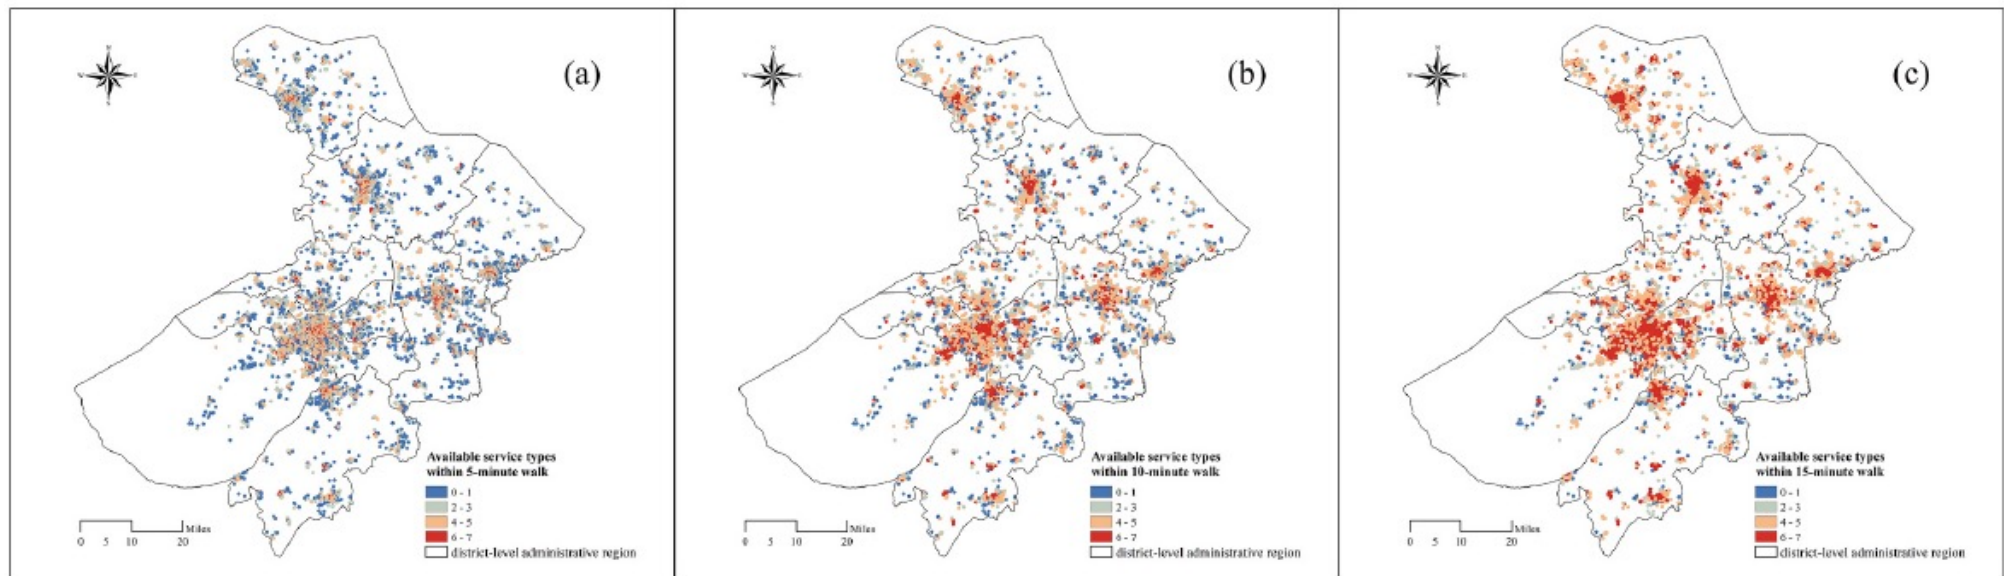 N
W E
S
(a)
Available service types
within 5-minute walk
0 - 1
2 - 3
4 - 5
6 - 7
district-level administrative region
Miles
0 5 10 20
N
W E
S
(b)
Available service types
within 10-minute walk
0 - 1
2 - 3
4 - 5
6 - 7
district-level administrative region
Miles
0 5 10 20
N
W E
S
(c)
Available service types
within 15-minute walk
0 - 1
2 - 3
4 - 5
6 - 7
district-level administrative region
Miles
0 5 10 20